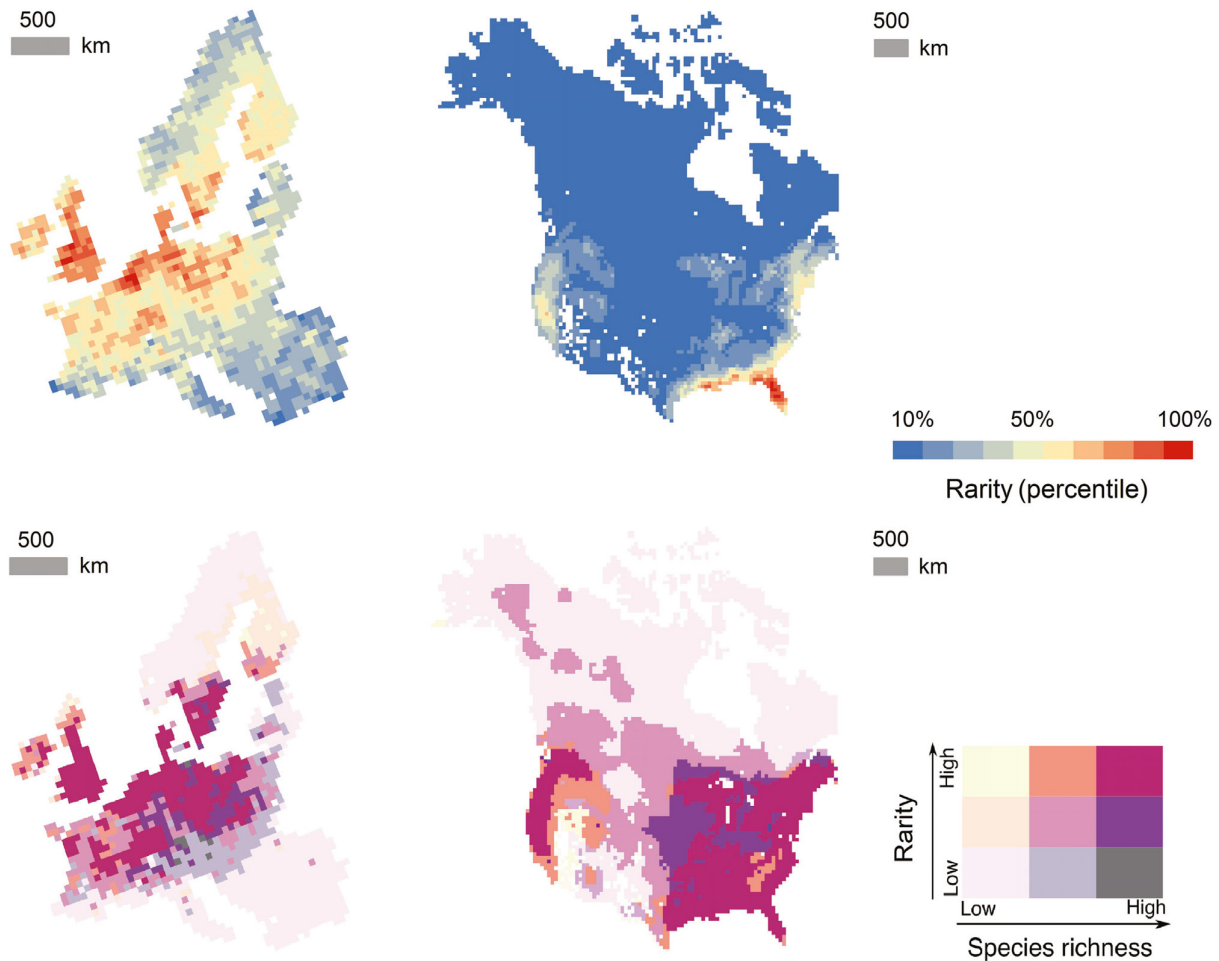 500
km
500
km
10% 50% 100%
Rarity (percentile)
500
km
500
km
High
Rarity
Low
Low High
Species richness